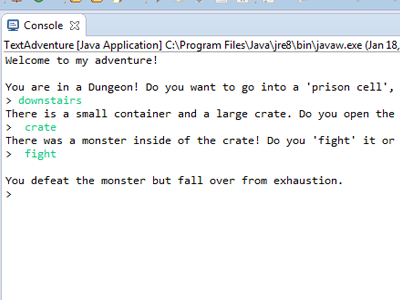 Console
TextAdventure [Java Application] C:\Program Files\Java\jre8\bin\javaw.exe (Jan 18,
Welcome to my adventure!
You are in a Dungeon! Do you want to go into a 'prison cell',
> downstairs
There is a small container and a large crate. Do you open the
>  crate
There was a monster inside of the crate! Do you 'fight' it or
>  fight
You defeat the monster but fall over from exhaustion.
>